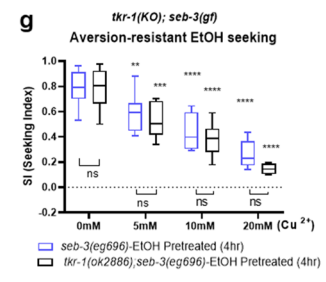 g
tkr-1(KO); seb-3(gf)
Aversion-resistant EtOH seeking
SI (Seeking Index)
1.0
0.8
0.6
0.4
0.2
0.0
-0.2
**
***
****
****
****
****
ns
ns
ns
ns
0mM 5mM 10mM 20mM (Cu 2+)
seb-3(eg696)-EtOH Pretreated (4hr)
tkr-1(ok2886);seb-3(eg696)-EtOH Pretreated (4hr)